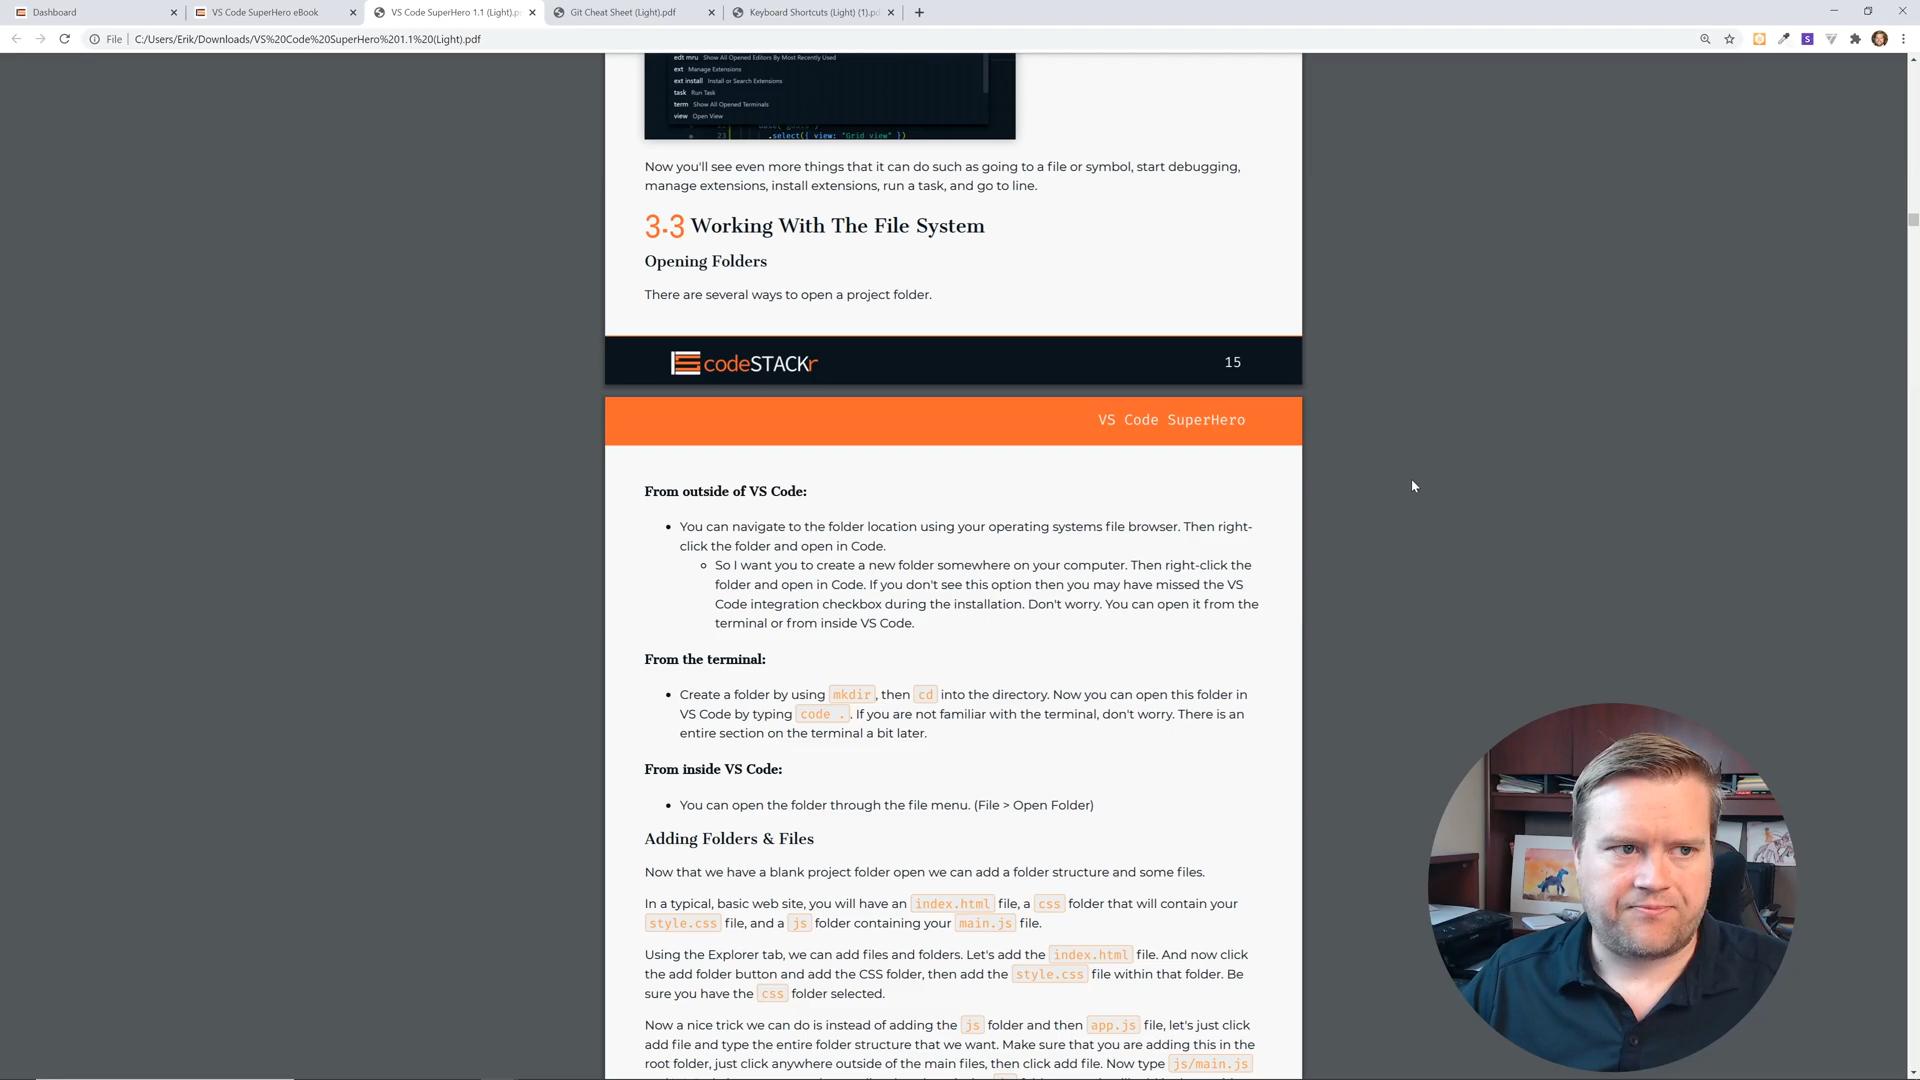 Dashboard
VS Code SuperHero eBook
VS Code SuperHero 1.1 (Light).p
Git Cheat Sheet (Light).pdf
Keyboard Shortcuts (Light) (1).pd
File
C:/Users/Erik/Downloads/VS%20Code%20SuperHero%201.1%20(Light).pdf
edt mru Show All Opened Editors By Most Recently Used
ext Manage Extensions
ext install Install or Search Extensions
task Run Task
term Show All Opened Terminals
view Open View
23 .select({ view: "Grid view" })
Now you'll see even more things that it can do such as going to a file or symbol, start debugging,
manage extensions, install extensions, run a task, and go to line.
3.3 Working With The File System
Opening Folders
There are several ways to open a project folder.
codeSTACKr
15
VS Code SuperHero
From outside of VS Code:
• You can navigate to the folder location using your operating systems file browser. Then right-
click the folder and open in Code.
◦ So I want you to create a new folder somewhere on your computer. Then right-click the
folder and open in Code. If you don't see this option then you may have missed the VS
Code integration checkbox during the installation. Don't worry. You can open it from the
terminal or from inside VS Code.
From the terminal:
• Create a folder by using mkdir, then cd into the directory. Now you can open this folder in
VS Code by typing code . . If you are not familiar with the terminal, don't worry. There is an
entire section on the terminal a bit later.
From inside VS Code:
• You can open the folder through the file menu. (File > Open Folder)
Adding Folders & Files
Now that we have a blank project folder open we can add a folder structure and some files.
In a typical, basic web site, you will have an index.html file, a css folder that will contain your
style.css file, and a js folder containing your main.js file.
Using the Explorer tab, we can add files and folders. Let's add the index.html file. And now click
the add folder button and add the CSS folder, then add the style.css file within that folder. Be
sure you have the css folder selected.
Now a nice trick we can do is instead of adding the js folder and then app.js file, let's just click
add file and type the entire folder structure that we want. Make sure that you are adding this in the
root folder, just click anywhere outside of the main files, then click add file. Now type js/main.js